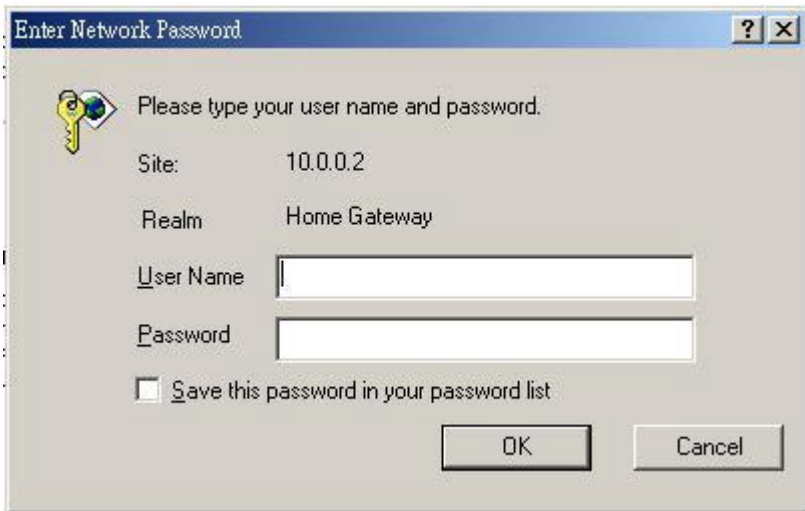 Enter Network Password
Please type your user name and password.
Site: 10.0.0.2
Realm Home Gateway
User Name
Password
Save this password in your password list
OK Cancel